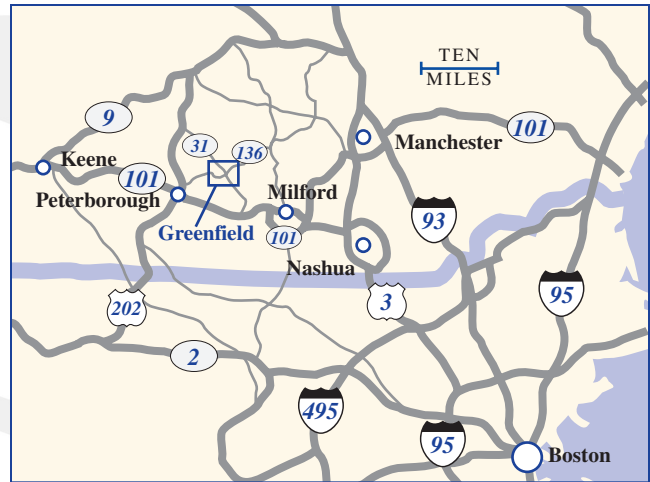 TEN
MILES
9
101
Keene
31
136
Manchester
101
Peterborough
Milford
Greenfield
101
93
Nashua
202
3
95
2
495
95
Boston